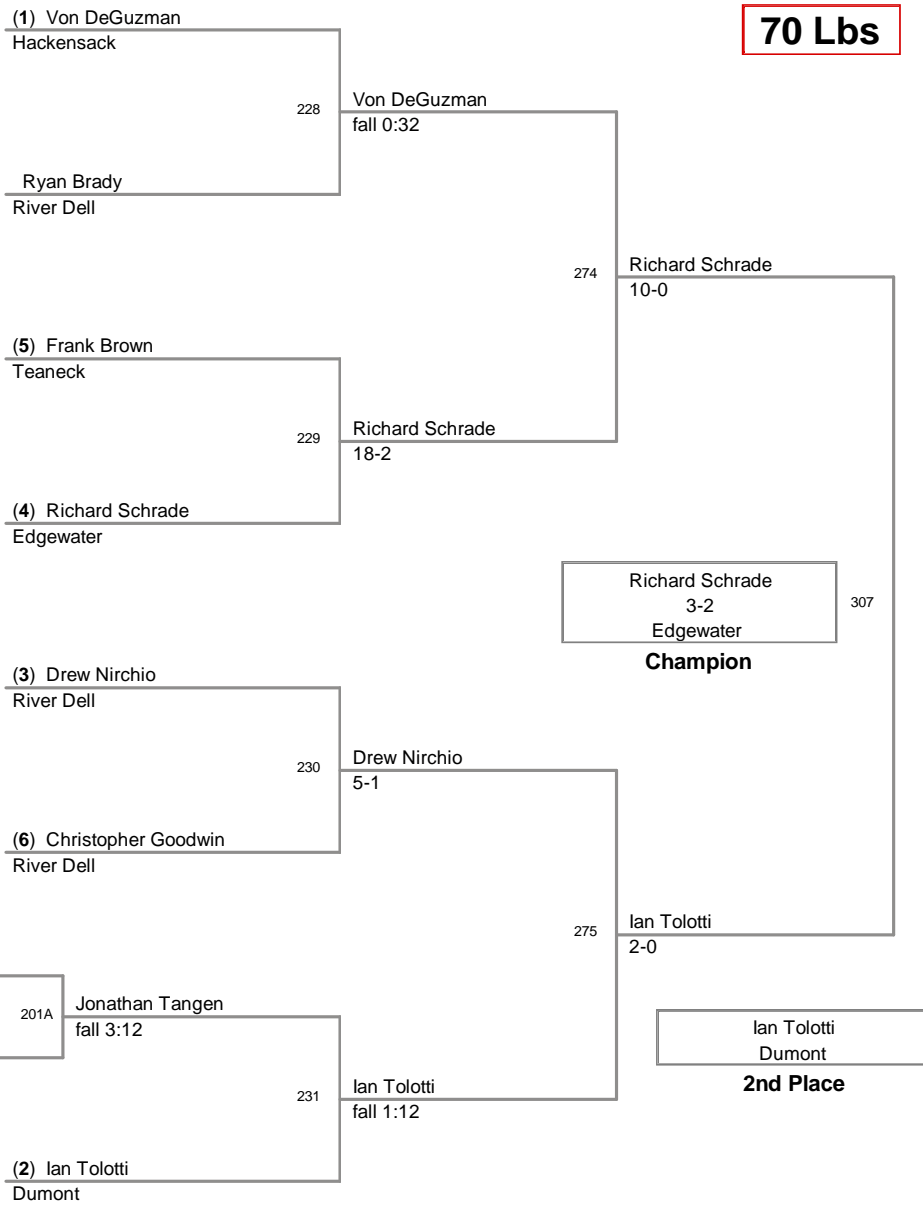 (1) Von DeGuzman
Hackensack
70 Lbs
228
Von DeGuzman
fall 0:32
Ryan Brady
River Dell
274
Richard Schrade
10-0
(5) Frank Brown
Teaneck
229
Richard Schrade
18-2
(4) Richard Schrade
Edgewater
Richard Schrade
3-2
Edgewater
307
Champion
(3) Drew Nirchio
River Dell
230
Drew Nirchio
5-1
(6) Christopher Goodwin
River Dell
275
Ian Tolotti
2-0
201A
Jonathan Tangen
fall 3:12
Ian Tolotti
Dumont
2nd Place
231
Ian Tolotti
fall 1:12
(2) Ian Tolotti
Dumont